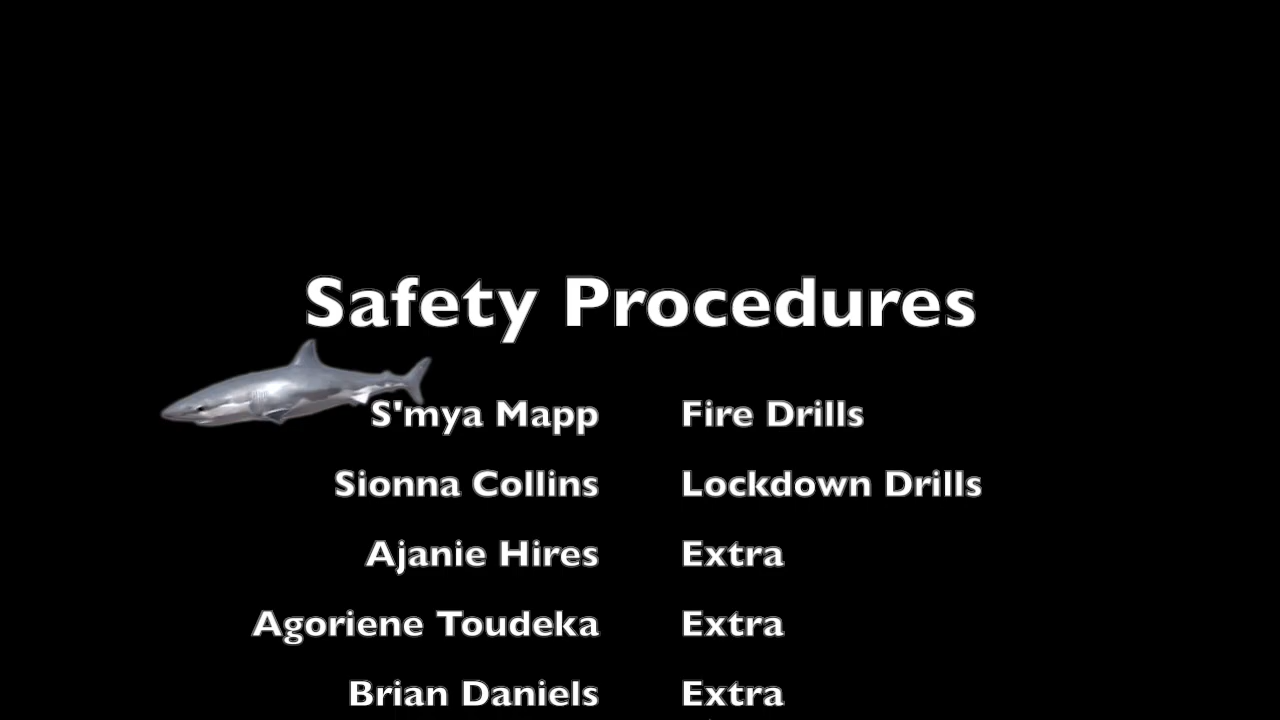 Safety Procedures
S'mya Mapp Fire Drills
Sionna Collins Lockdown Drills
Ajanie Hires Extra
Agoriene Toudeka Extra
Brian Daniels Extra